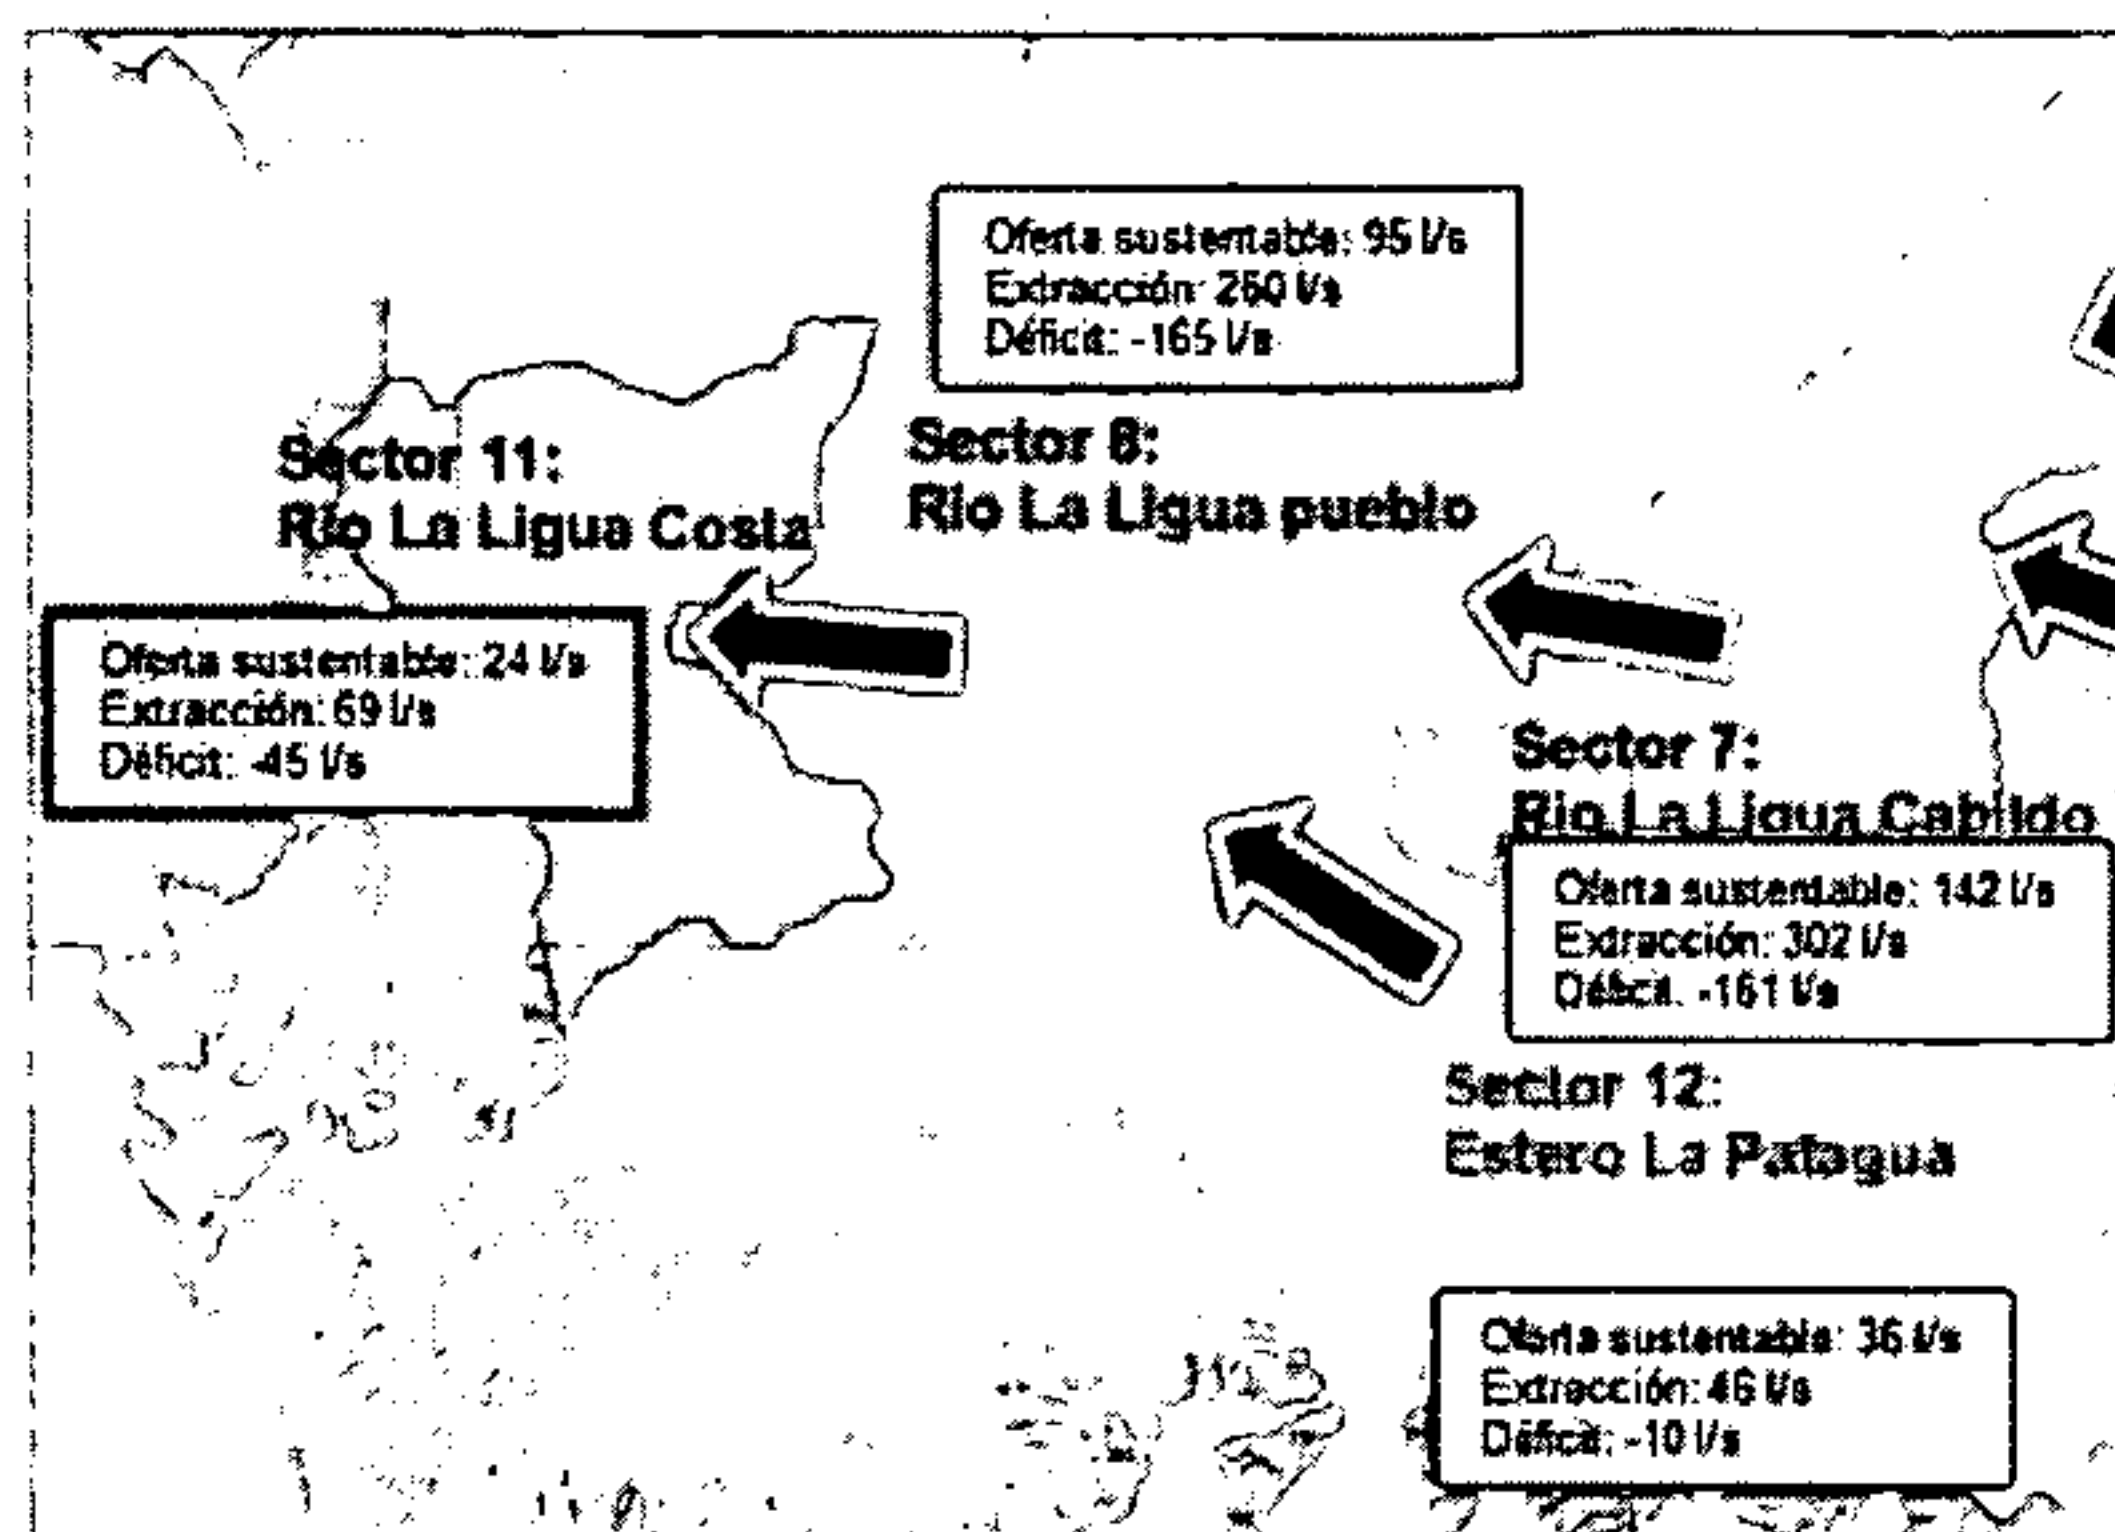 Oferta sustentable: 95 l/s
Extracción: 260 l/s
Déficit: -165 l/s
Sector 11:
Río La Ligua Costa
Sector 8:
Rio La Ligua pueblo
Oferta sustentable: 24 l/s
Extracción: 69 l/s
Déficit: -45 l/s
Sector 7:
Rio La Ligua Cabildo
Oferta sustentable: 142 l/s
Extracción: 302 l/s
Déficit: -161 l/s
Sector 12:
Estero La Patagua
Oferta sustentable: 36 l/s
Extracción: 46 l/s
Déficit: -10 l/s